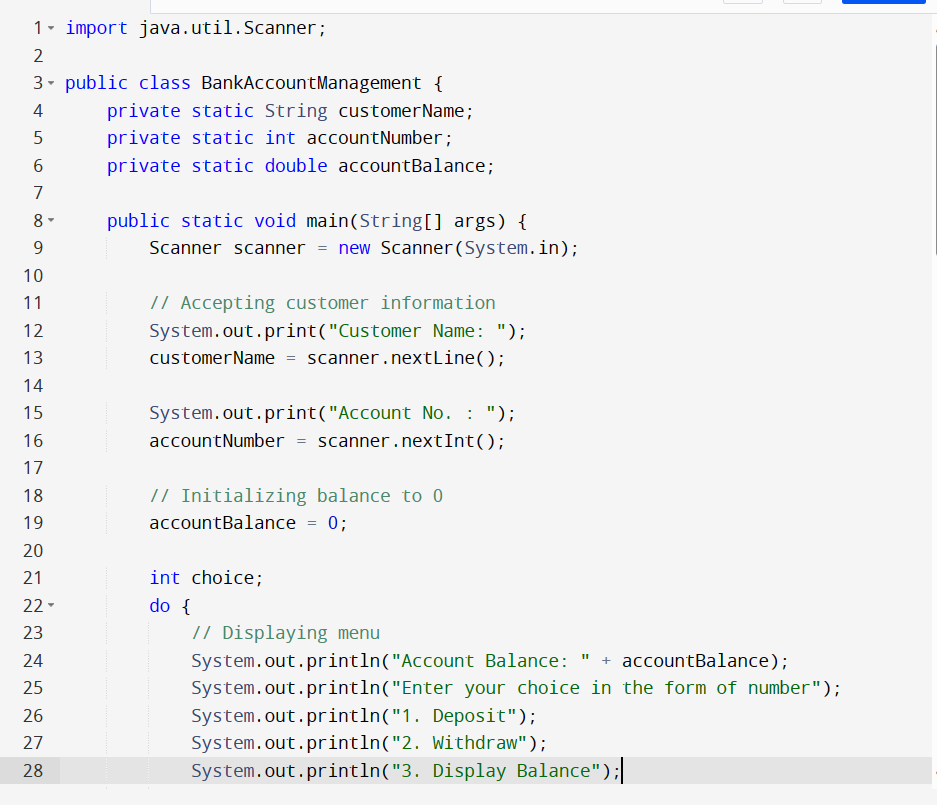 1 import java.util.Scanner;
2
3 public class BankAccountManagement {
4     private static String customerName;
5     private static int accountNumber;
6     private static double accountBalance;
7
8     public static void main(String[] args) {
9         Scanner scanner = new Scanner(System.in);
10
11         // Accepting customer information
12         System.out.print("Customer Name: ");
13         customerName = scanner.nextLine();
14
15         System.out.print("Account No. : ");
16         accountNumber = scanner.nextInt();
17
18         // Initializing balance to 0
19         accountBalance = 0;
20
21         int choice;
22         do {
23             // Displaying menu
24             System.out.println("Account Balance: " + accountBalance);
25             System.out.println("Enter your choice in the form of number");
26             System.out.println("1. Deposit");
27             System.out.println("2. Withdraw");
28             System.out.println("3. Display Balance");